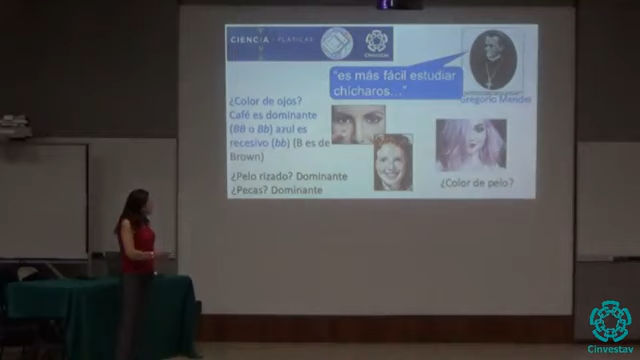 CIENCIA PLÁTICAS
Cinvestav
"es más fácil estudiar
chícharos..."
Gregorio Mendel
¿Color de ojos?
Café es dominante
(BB o Bb) azul es
recesivo (bb) (B es de
Brown)
¿Pelo rizado? Dominante
¿Pecas? Dominante
¿Color de pelo?
Cinvestav